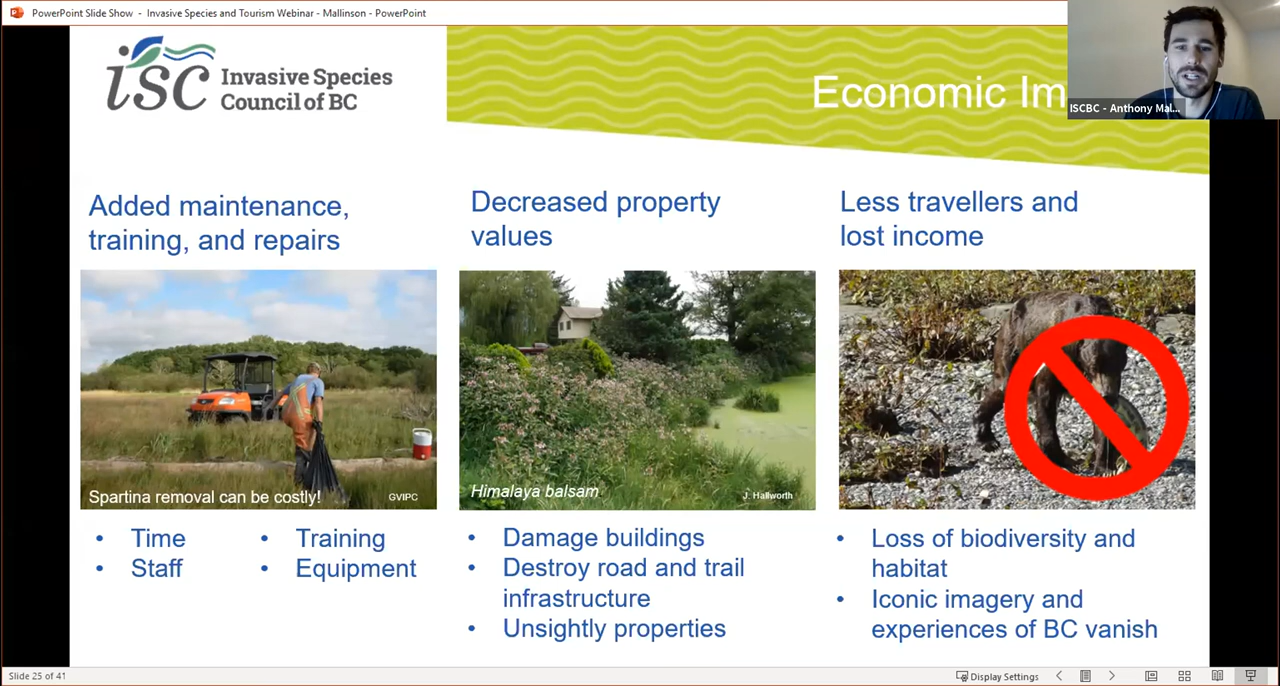 PowerPoint Slide Show - Invasive Species and Tourism Webinar - Mallinson - PowerPoint
isc Invasive Species
Council of BC
Economic Im
ISCBC - Anthony Mal...
Added maintenance,
training, and repairs
Spartina removal can be costly!
GVIPC
• Time
• Staff
• Training
• Equipment
Decreased property
values
Himalaya balsam
J. Hallworth
• Damage buildings
• Destroy road and trail
infrastructure
• Unsightly properties
Less travellers and
lost income
• Loss of biodiversity and
habitat
• Iconic imagery and
experiences of BC vanish
Slide 25 of 41
Display Settings